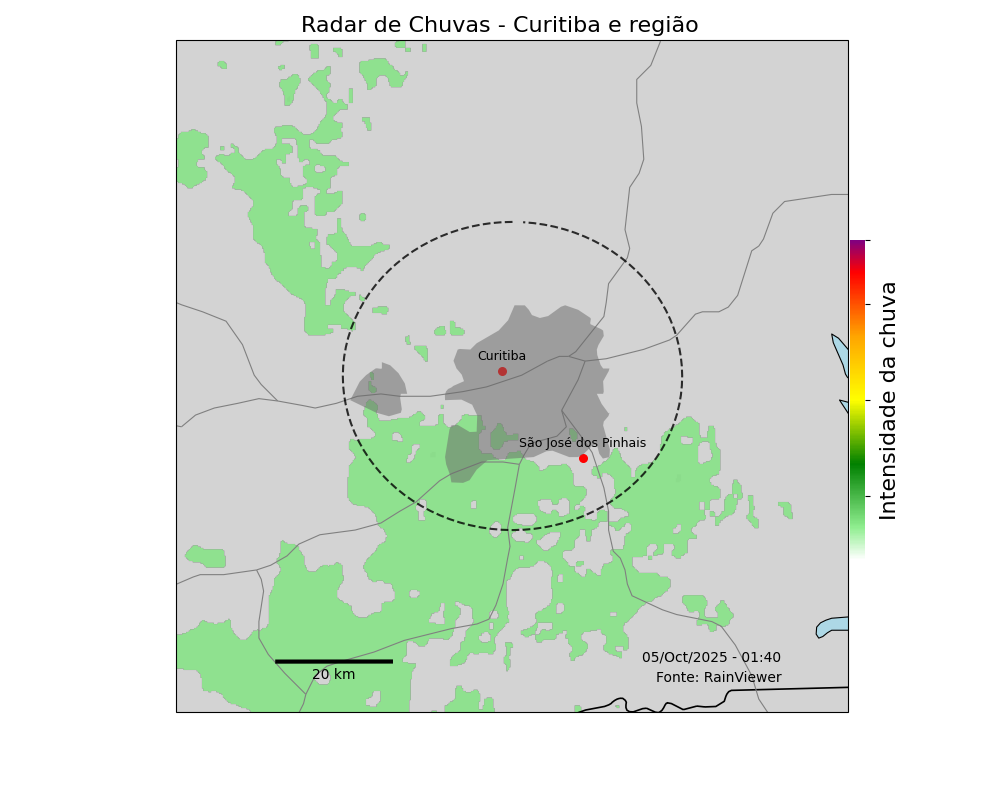 Radar de Chuvas - Curitiba e região
Curitiba
São José dos Pinhais
Intensidade da chuva
05/Oct/2025 - 01:40
Fonte: RainViewer
20 km